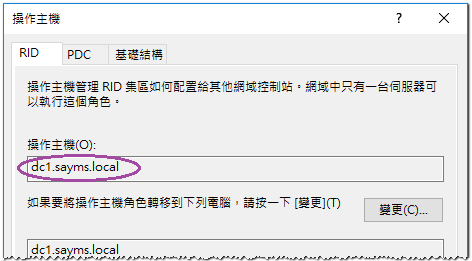 操作主機
? ×
RID PDC 基礎結構
操作主機管理 RID 集區如何配置給其他網域控制站。網域中只有一台伺服器可
以執行這個角色。
操作主機(O):
dc1.sayms.local
如果要將操作主機角色轉移到下列電腦，請按一下 [變更](T)
變更(C)...
dc1.sayms.local